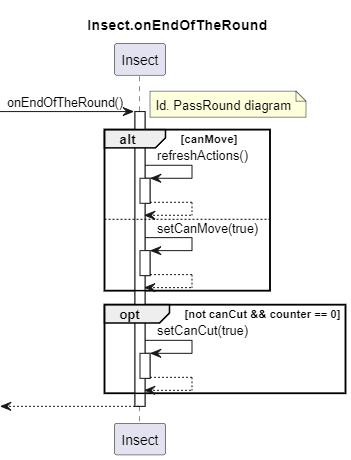 Insect.onEndOfTheRound
Insect
onEndOfTheRound()
Id. PassRound diagram
alt [canMove]
refreshActions()
setCanMove(true)
opt [not canCut && counter == 0]
setCanCut(true)
Insect